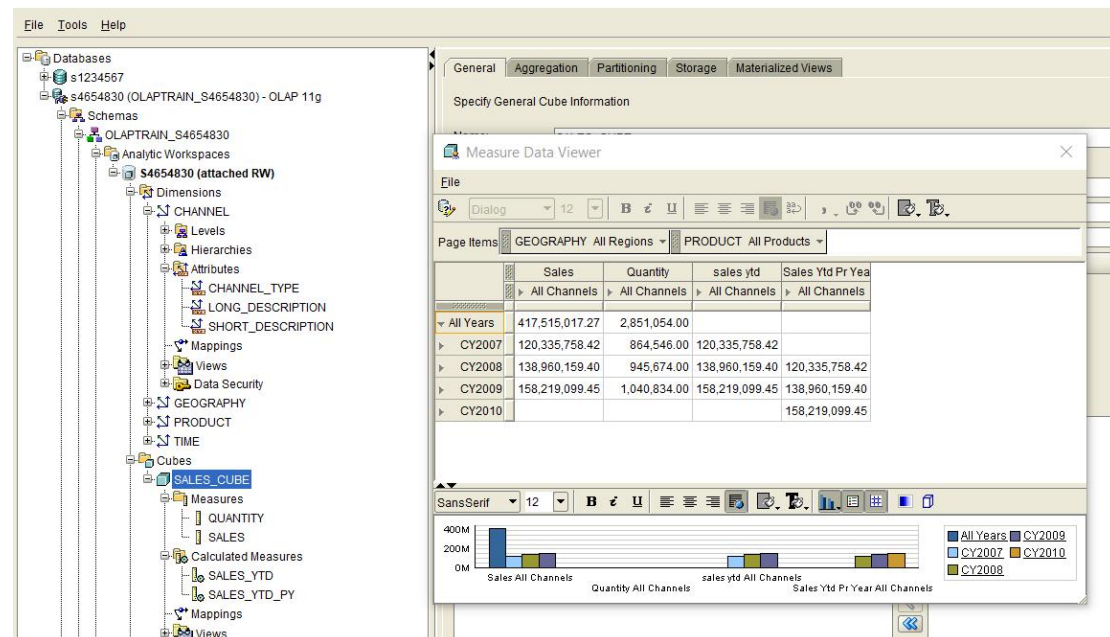 File Tools Help
Databases
s1234567
s4654830 (OLAPTRAIN_S4654830) - OLAP 11g
Schemas
OLAPTRAIN_S4654830
Analytic Workspaces
S4654830 (attached RW)
Dimensions
CHANNEL
Levels
Hierarchies
Attributes
CHANNEL_TYPE
LONG_DESCRIPTION
SHORT_DESCRIPTION
Mappings
Views
Data Security
GEOGRAPHY
PRODUCT
TIME
Cubes
SALES_CUBE
Measures
QUANTITY
SALES
Calculated Measures
SALES_YTD
SALES_YTD_PY
Mappings
Views
General Aggregation Partitioning Storage Materialized Views
Specify General Cube Information
Measure Data Viewer
File
Dialog 12 B i U
Page Items GEOGRAPHY All Regions PRODUCT All Products
Sales Quantity sales ytd Sales Ytd Pr Yea
All Channels All Channels All Channels All Channels
All Years 417,515,017.27 2,851,054.00
CY2007 120,335,758.42 864,546.00 120,335,758.42
CY2008 138,960,159.40 945,674.00 138,960,159.40 120,335,758.42
CY2009 158,219,099.45 1,040,834.00 158,219,099.45 138,960,159.40
CY2010 158,219,099.45
SansSerif 12 B i U
400M
200M
0M
Sales All Channels
Quantity All Channels
sales ytd All Channels
Sales Ytd Pr Year All Channels
All Years CY2009
CY2007 CY2010
CY2008